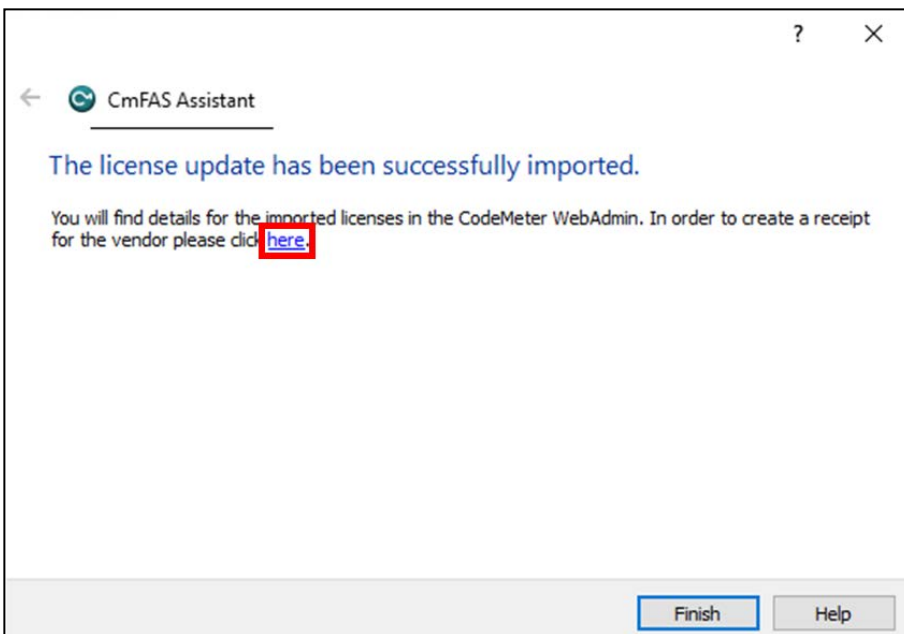 ?
CmFAS Assistant
The license update has been successfully imported.
You will find details for the imported licenses in the CodeMeter WebAdmin. In order to create a receipt
for the vendor please click here.
Finish Help